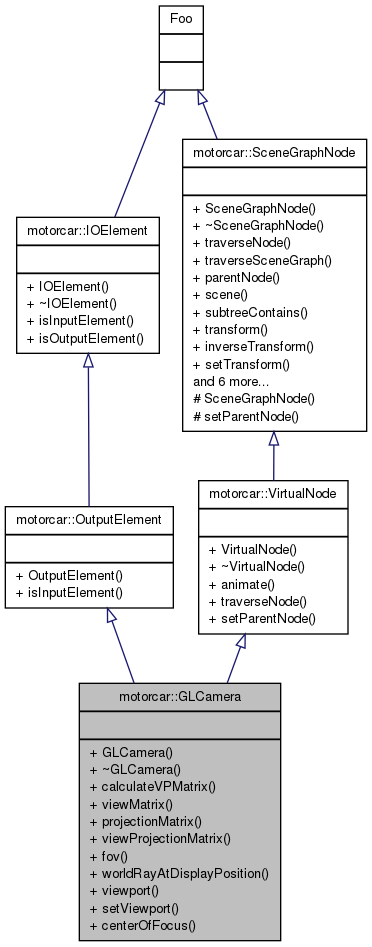 Foo
motorcar::SceneGraphNode
+ SceneGraphNode()
+ ~SceneGraphNode()
+ traverseNode()
+ traverseSceneGraph()
+ parentNode()
+ scene()
+ subtreeContains()
+ transform()
+ inverseTransform()
+ setTransform()
and 6 more...
# SceneGraphNode()
# setParentNode()
motorcar::IOElement
+ IOElement()
+ ~IOElement()
+ isInputElement()
+ isOutputElement()
motorcar::VirtualNode
+ VirtualNode()
+ ~VirtualNode()
+ animate()
+ traverseNode()
+ setParentNode()
motorcar::OutputElement
+ OutputElement()
+ isInputElement()
motorcar::GLCamera
+ GLCamera()
+ ~GLCamera()
+ calculateVPMatrix()
+ viewMatrix()
+ projectionMatrix()
+ viewProjectionMatrix()
+ fov()
+ worldRayAtDisplayPosition()
+ viewport()
+ setViewport()
+ centerOfFocus()